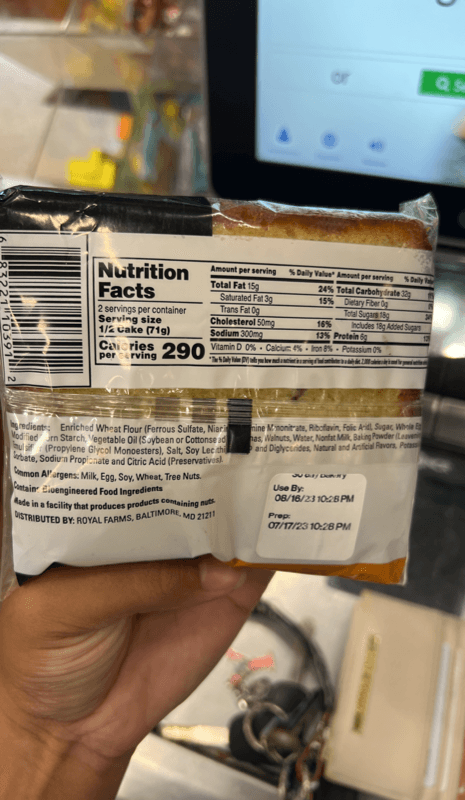 or
Nutrition Facts
2 servings per container
Serving size
1/2 Cake (71g)
Calories per serving 290
Amount per serving % Daily Value*
Total Fat 15g 24%
Saturated Fat 3g 15%
Trans Fat 0g
Cholesterol 50mg 16%
Sodium 300mg 13%
Amount per serving % Daily
Total Carbohydrate 33g
Dietary Fiber 0g
Total Sugars 18g
Includes 18g Added Sugars
Protein 6g
Vitamin D 0% • Calcium 4% • Iron 8% • Potassium 0%
Enriched Wheat Flour (Ferrous Sulfate, Riboflavin, Folic Acid), Sugar, Whole
Starch, Vegetable Oil (Soybean or Cottonseed Walnuts, Water, Nonfat Milk, Baking Powder
(Propylene Glycol Monoesters), Salt, Soy and Diglycerides, Natural and Artificial Flavors,
Sodium Propionate and Citric Acid (Preservatives).
Common Allergens: Milk, Egg, Soy, Wheat, Tree Nuts.
Contains Bioengineered Food Ingredients
Made in a facility that produces products containing nuts.
DISTRIBUTED BY: ROYAL FARMS, BALTIMORE, MD 21211
Use By:
08/16/23 10:28 PM
Prep:
07/17/23 10:28 PM